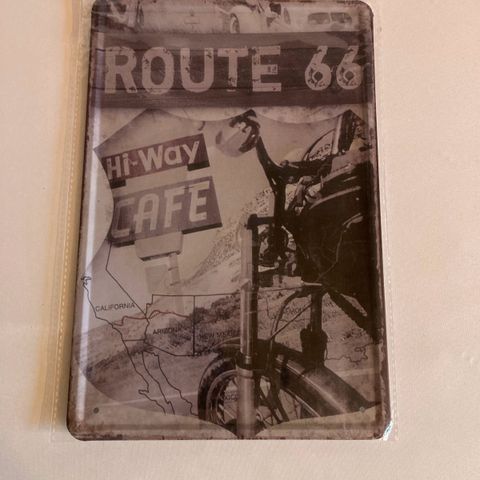 ROUTE 66
Hi-Way
CAFE
CALIFORNIA
ARIZONA
NEW MEXICO